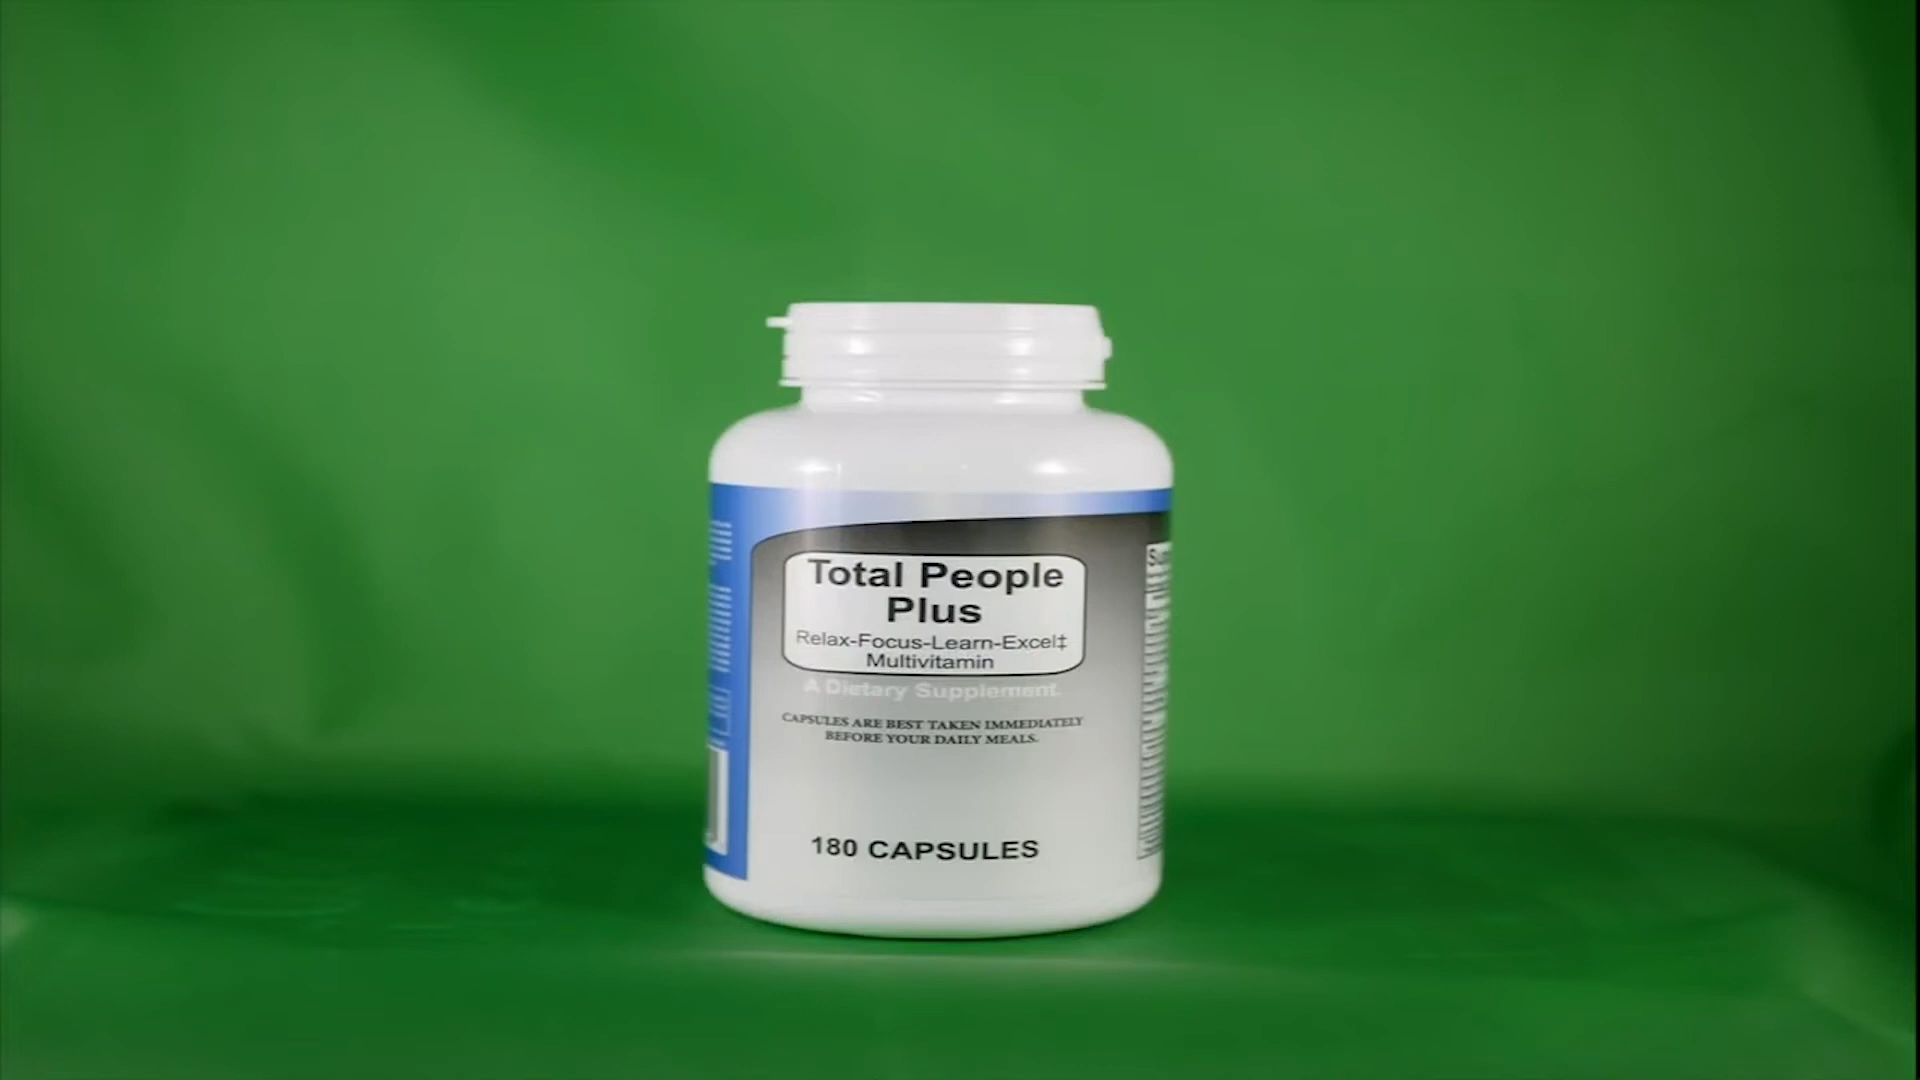 Total People
Plus
Relax-Focus-Learn-Excel‡
Multivitamin
A Dietary Supplement.
CAPSULES ARE BEST TAKEN IMMEDIATELY
BEFORE YOUR DAILY MEALS.
180 CAPSULES